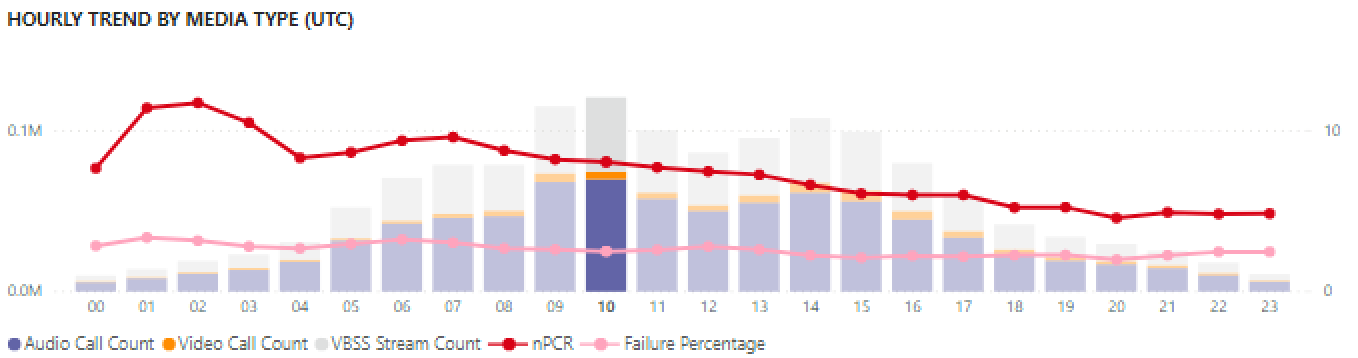 HOURLY TREND BY MEDIA TYPE (UTC)
0.1M 10
0.0M 0
00 01 02 03 04 05 06 07 08 09 10 11 12 13 14 15 16 17 18 19 20 21 22 23
Audio Call Count Video Call Count VBSS Stream Count nPCR Failure Percentage